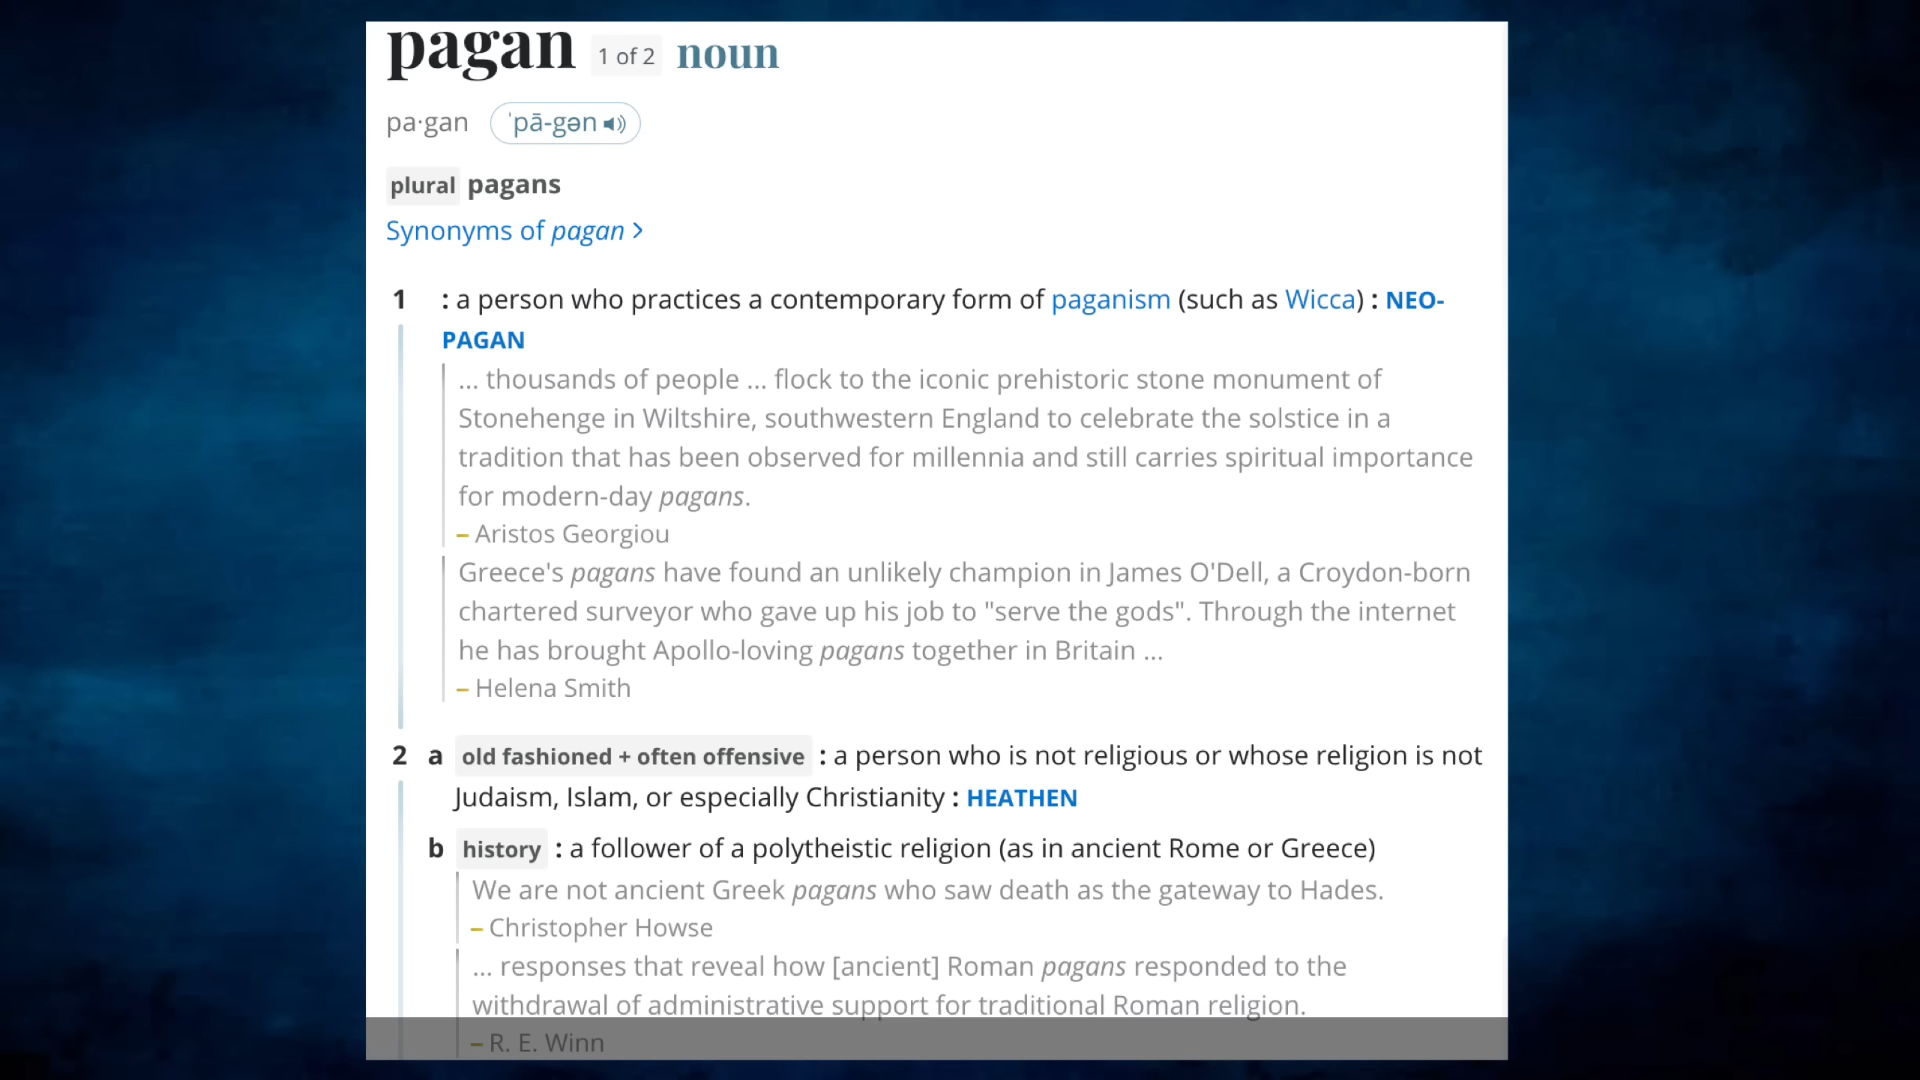 pagan 1 of 2 noun
pa·gan ˈpā-gən
plural pagans
Synonyms of pagan >
1 : a person who practices a contemporary form of paganism (such as Wicca) : NEO-
PAGAN
... thousands of people ... flock to the iconic prehistoric stone monument of
Stonehenge in Wiltshire, southwestern England to celebrate the solstice in a
tradition that has been observed for millennia and still carries spiritual importance
for modern-day pagans.
– Aristos Georgiou
Greece's pagans have found an unlikely champion in James O'Dell, a Croydon-born
chartered surveyor who gave up his job to "serve the gods". Through the internet
he has brought Apollo-loving pagans together in Britain ...
– Helena Smith
2 a old fashioned + often offensive : a person who is not religious or whose religion is not
Judaism, Islam, or especially Christianity : HEATHEN
b history : a follower of a polytheistic religion (as in ancient Rome or Greece)
We are not ancient Greek pagans who saw death as the gateway to Hades.
– Christopher Howse
... responses that reveal how [ancient] Roman pagans responded to the
withdrawal of administrative support for traditional Roman religion.
– R. E. Winn